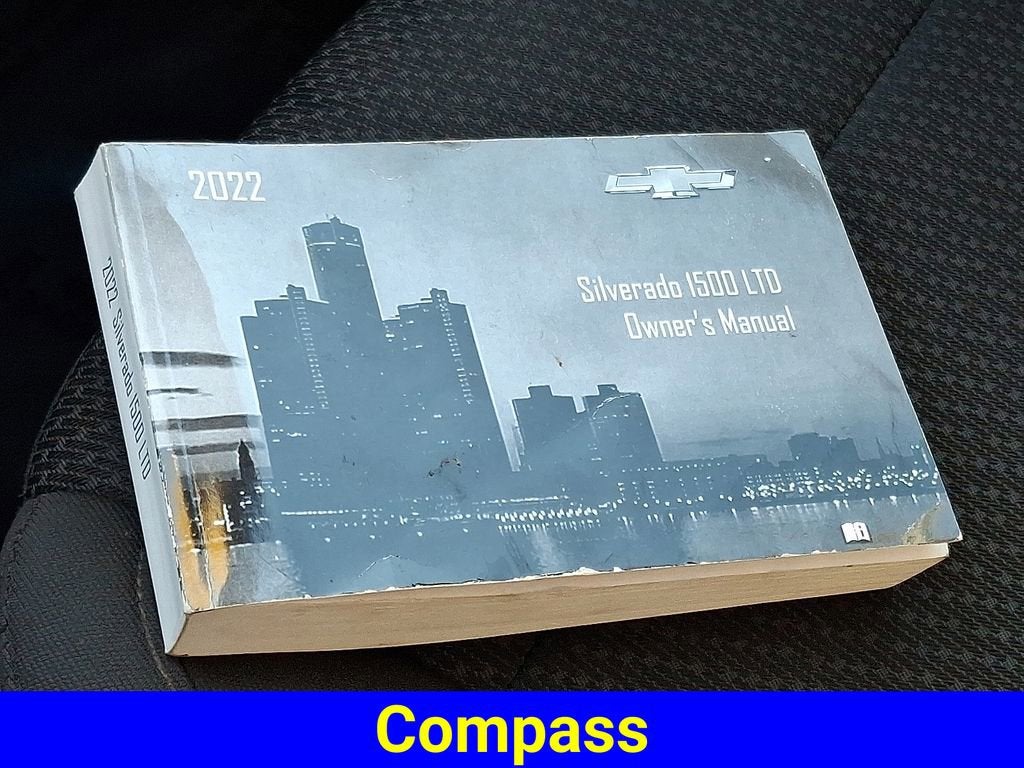 2022
Silverado 1500 LTD
Owner's Manual
2022 Silverado 1500 LTD
Compass